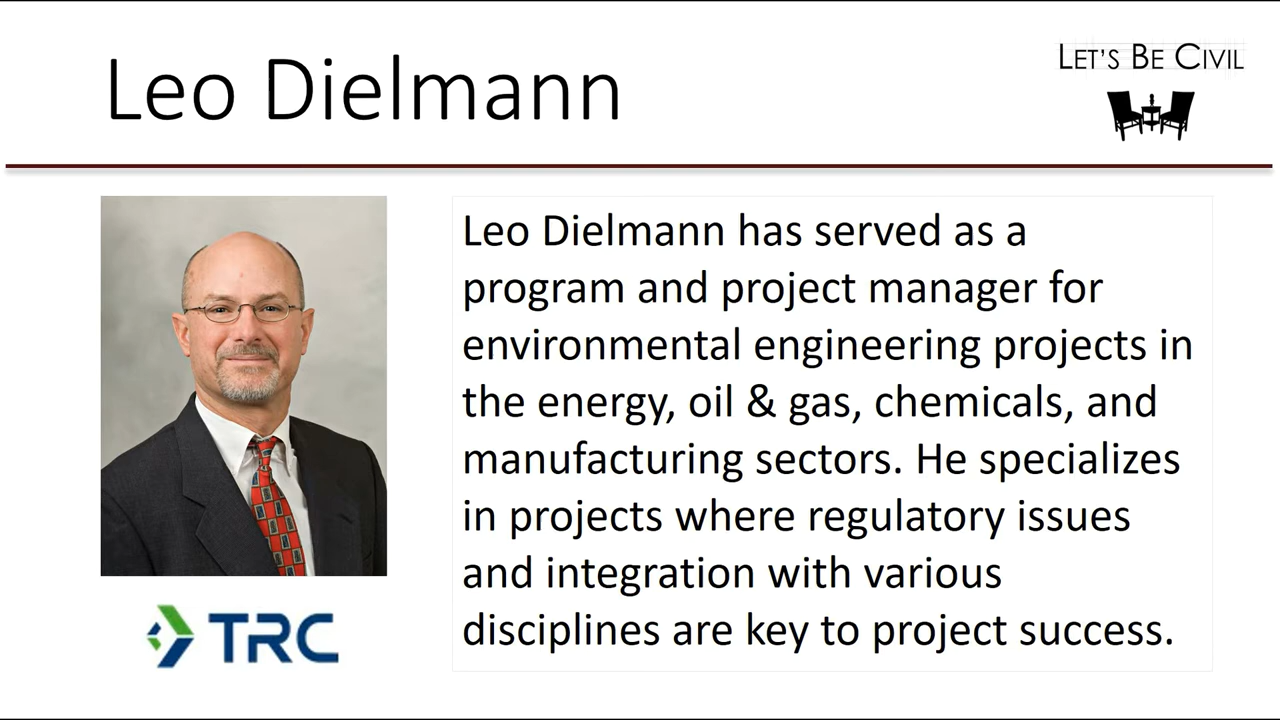 Leo Dielmann
LET'S BE CIVIL
Leo Dielmann has served as a
program and project manager for
environmental engineering projects in
the energy, oil & gas, chemicals, and
manufacturing sectors. He specializes
in projects where regulatory issues
and integration with various
disciplines are key to project success.
TRC